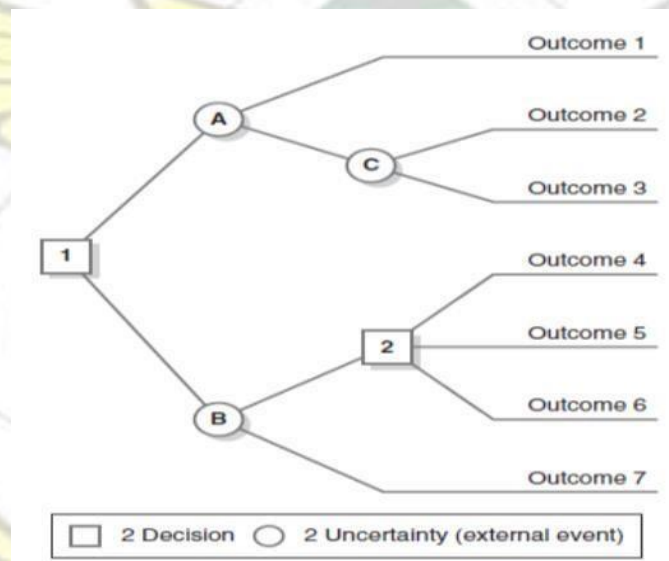 Outcome 1
A
Outcome 2
C
Outcome 3
1
Outcome 4
2
Outcome 5
Outcome 6
B
Outcome 7
2 Decision 2 Uncertainty (external event)